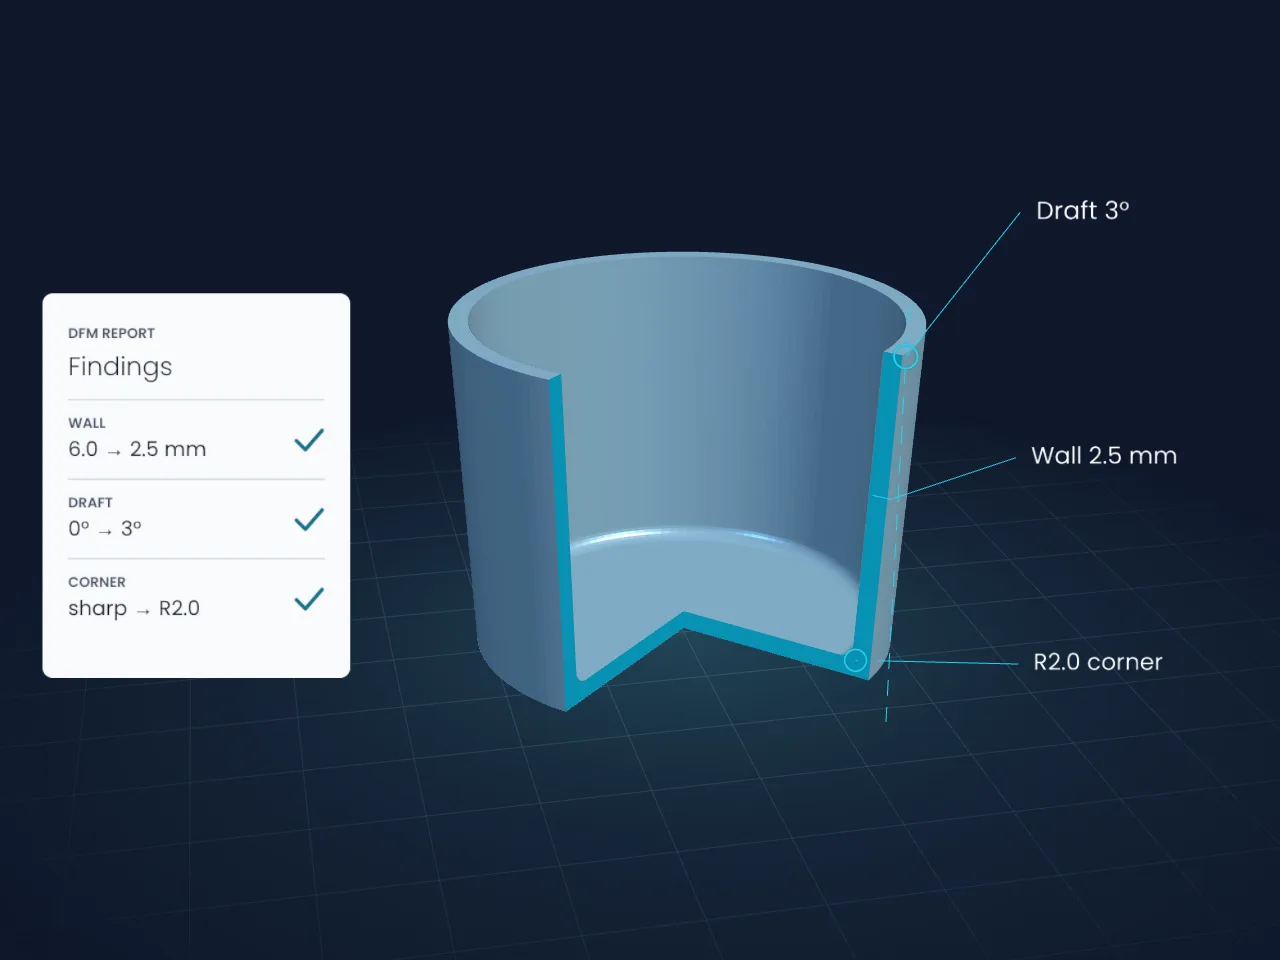 DFM REPORT
Findings
WALL
6.0 → 2.5 mm
DRAFT
0° → 3°
CORNER
sharp → R2.0
Draft 3°
Wall 2.5 mm
R2.0 corner